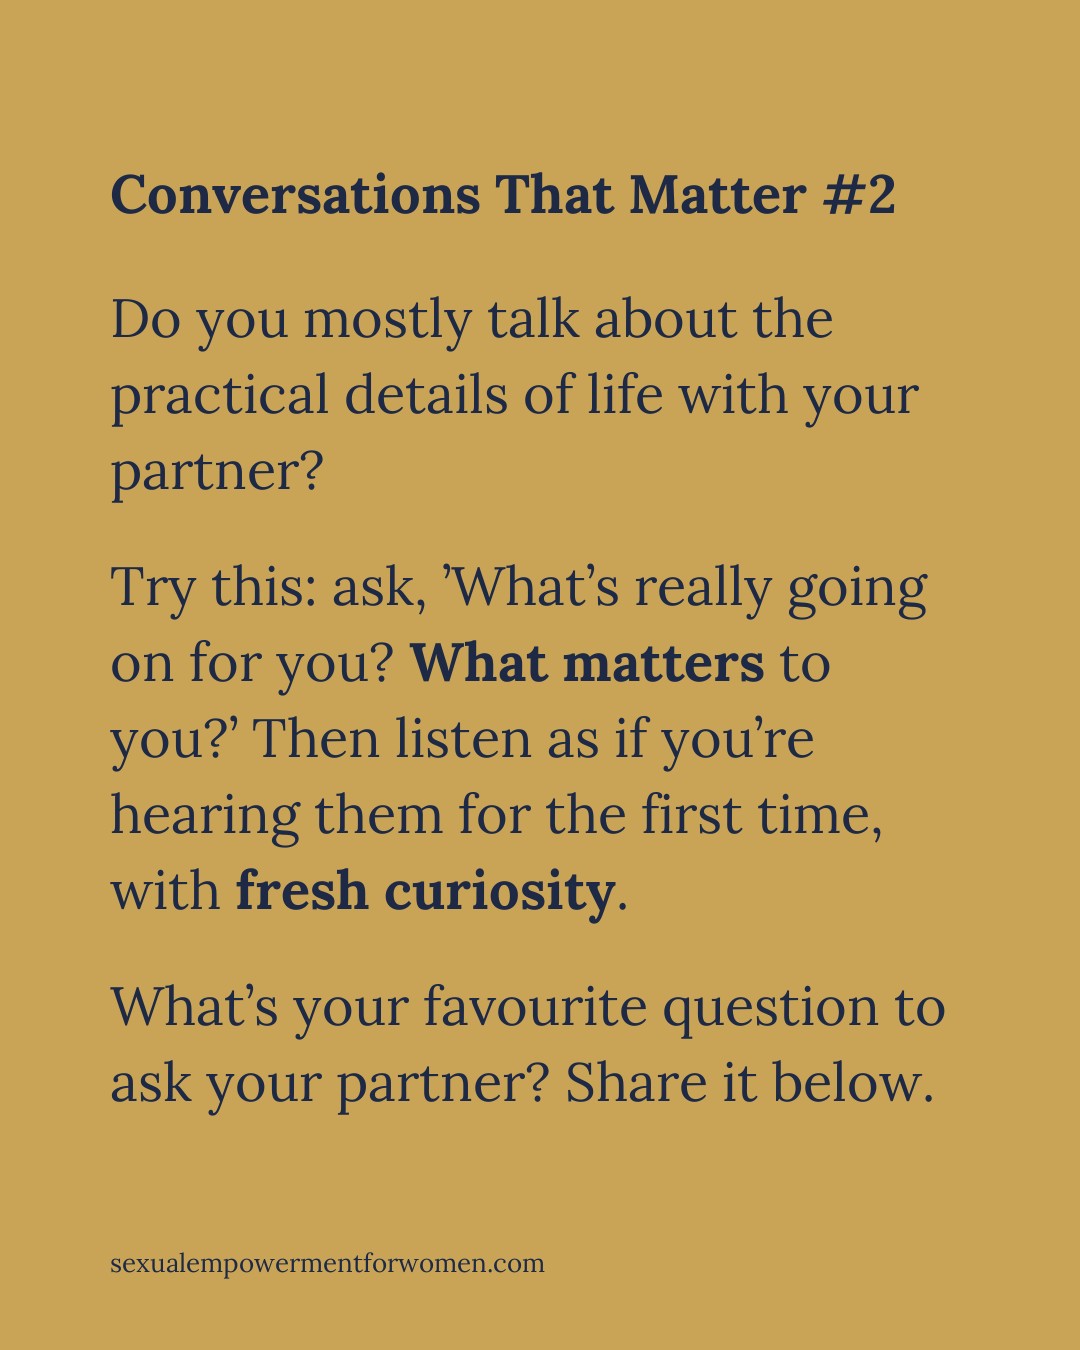 Conversations That Matter #2
Do you mostly talk about the
practical details of life with your
partner?
Try this: ask, ’What’s really going
on for you? What matters to
you?’ Then listen as if you’re
hearing them for the first time,
with fresh curiosity.
What’s your favourite question to
ask your partner? Share it below.
sexualempowermentforwomen.com